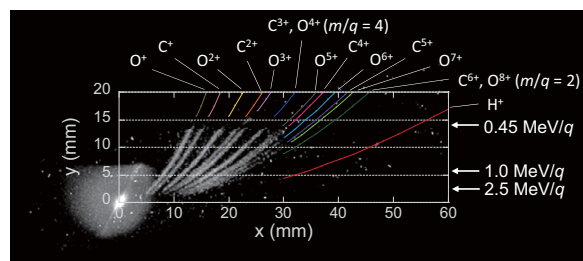 C³⁺, O⁴⁺ (m/q = 4)
C⁺ C²⁺ C⁴⁺ C⁵⁺
O⁺ O²⁺ O³⁺ O⁵⁺ O⁶⁺ O⁷⁺
C⁶⁺, O⁸⁺ (m/q = 2)
H⁺
20
15
10
5
0
y (mm)
0.45 MeV/q
1.0 MeV/q
2.5 MeV/q
0 10 20 30 40 50 60
x (mm)